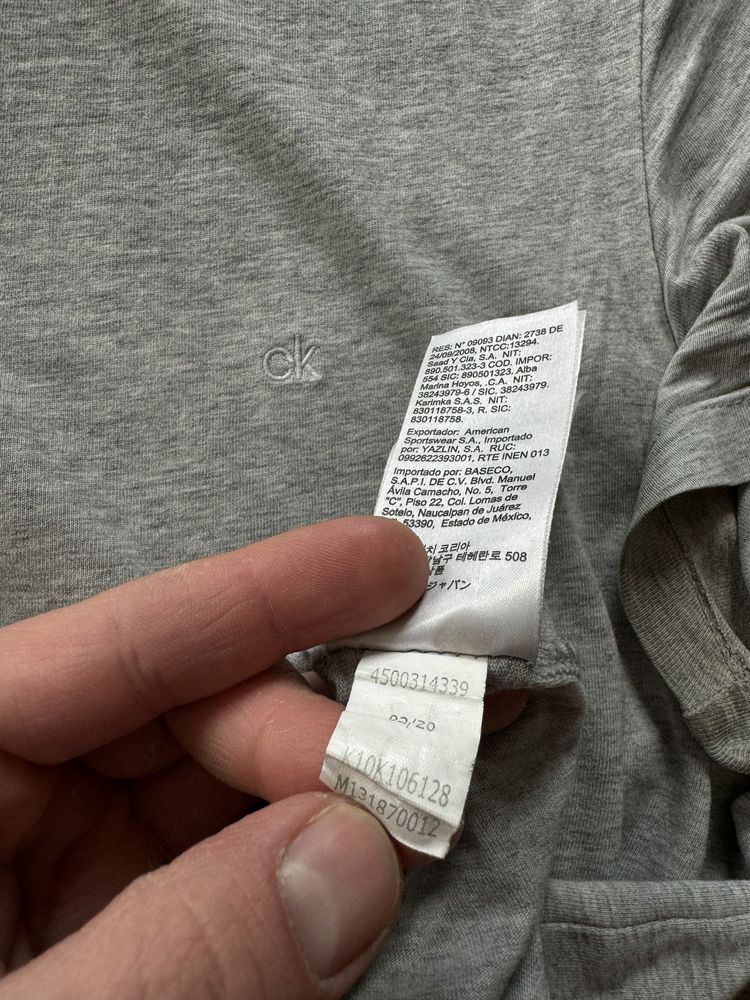 ck
RES: N° 09093 DIAN: 2738 DE
24/09/2008, NTCC:13294.
Saad Y Cia, S.A. NIT:
890.501.323-3 COD. IMPOR:
554 SIC: 890501323. Alba
Marina Hoyos, .C.A. NIT:
38243979-6 / SIC. 38243979.
Karimka S.A.S. NIT:
830118758-3, R. SIC:
830118758.
Exportador: American
Sportswear S.A., Importado
por: YAZLIN, S.A. RUC:
0992622393001, RTE INEN 013
Importado por: BASECO,
S.A.P.I. DE C.V. Blvd. Manuel
Ávila Camacho, No. 5, Torre
"C", Piso 22, Col. Lomas de
Sotelo, Naucalpan de Juárez
53390, Estado de México,
코리아
테헤란로 508
ジャパン
4500314339
02/20
K10K106128
M131870012